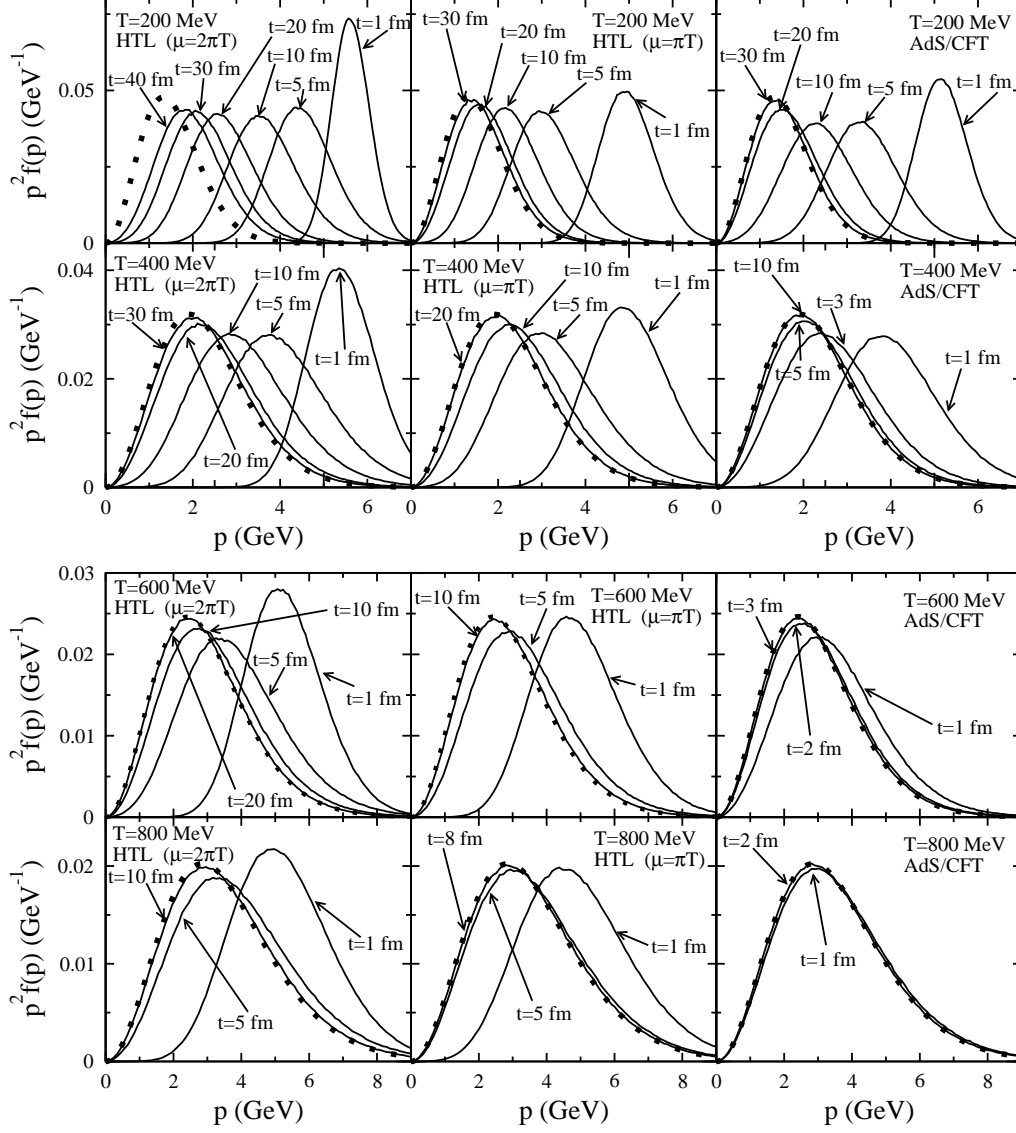 T=200 MeV
HTL (μ=2πT)
t=20 fm
t=1 fm
t=30 fm
t=10 fm
t=40 fm
t=5 fm
t=30 fm
t=20 fm
T=200 MeV
HTL (μ=πT)
t=10 fm
t=5 fm
t=1 fm
T=200 MeV
AdS/CFT
t=30 fm
t=20 fm
t=10 fm
t=5 fm
t=1 fm
0.05
0
p²f(p) (GeV⁻¹)
T=400 MeV
HTL (μ=2πT)
t=10 fm
t=30 fm
t=5 fm
t=1 fm
t=20 fm
T=400 MeV
HTL (μ=πT)
t=10 fm
t=20 fm
t=5 fm
t=1 fm
t=10 fm
T=400 MeV
AdS/CFT
t=3 fm
t=5 fm
t=1 fm
0.04
0.02
0
p²f(p) (GeV⁻¹)
0 2 4 6 0 2 4 6 0 2 4 6
p (GeV) p (GeV) p (GeV)
T=600 MeV
HTL (μ=2πT)
t=10 fm
t=5 fm
t=1 fm
t=20 fm
t=10 fm
t=5 fm
T=600 MeV
HTL (μ=πT)
t=1 fm
t=3 fm
T=600 MeV
AdS/CFT
t=1 fm
t=2 fm
0.03
0.02
0.01
0
p²f(p) (GeV⁻¹)
T=800 MeV
HTL (μ=2πT)
t=10 fm
t=1 fm
t=5 fm
t=8 fm
T=800 MeV
HTL (μ=πT)
t=1 fm
t=5 fm
t=2 fm
T=800 MeV
AdS/CFT
t=1 fm
0.02
0.01
0
p²f(p) (GeV⁻¹)
0 2 4 6 8 0 2 4 6 8 0 2 4 6 8
p (GeV) p (GeV) p (GeV)